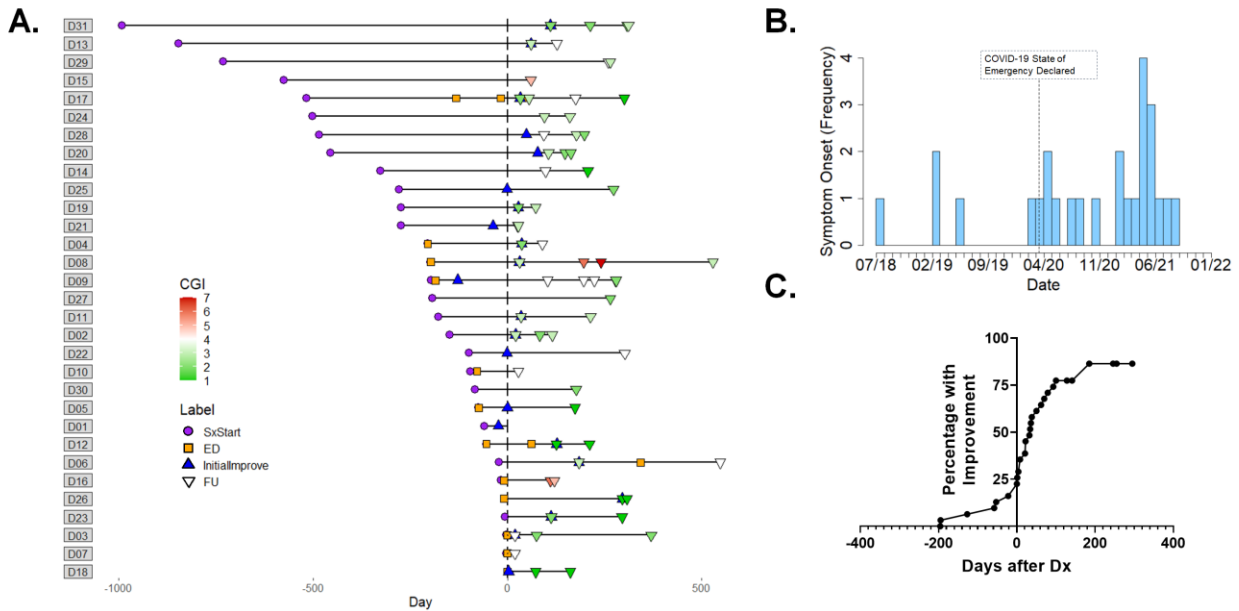 A.
D31
D13
D29
D15
D17
D24
D28
D20
D14
D25
D19
D21
D04
D08
D09
D27
D11
D02
D22
D10
D30
D05
D01
D12
D06
D16
D26
D23
D03
D07
D18
CGI
7
6
5
4
3
2
1
Label
SxStart
ED
InitialImprove
FU
-1000 -500 0 500
Day
B.
COVID-19 State of
Emergency Declared
Symptom Onset (Frequency)
4
3
2
1
0
07/18 02/19 09/19 04/20 11/20 06/21 01/22
Date
C.
Percentage with
Improvement
100
75
50
25
-400 -200 0 200 400
Days after Dx